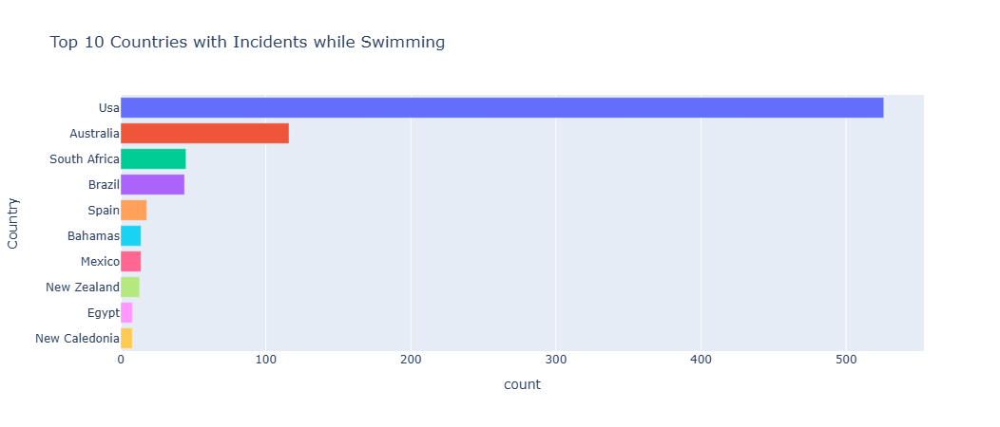 Top 10 Countries with Incidents while Swimming
Country
Usa
Australia
South Africa
Brazil
Spain
Bahamas
Mexico
New Zealand
Egypt
New Caledonia
0 100 200 300 400 500
count